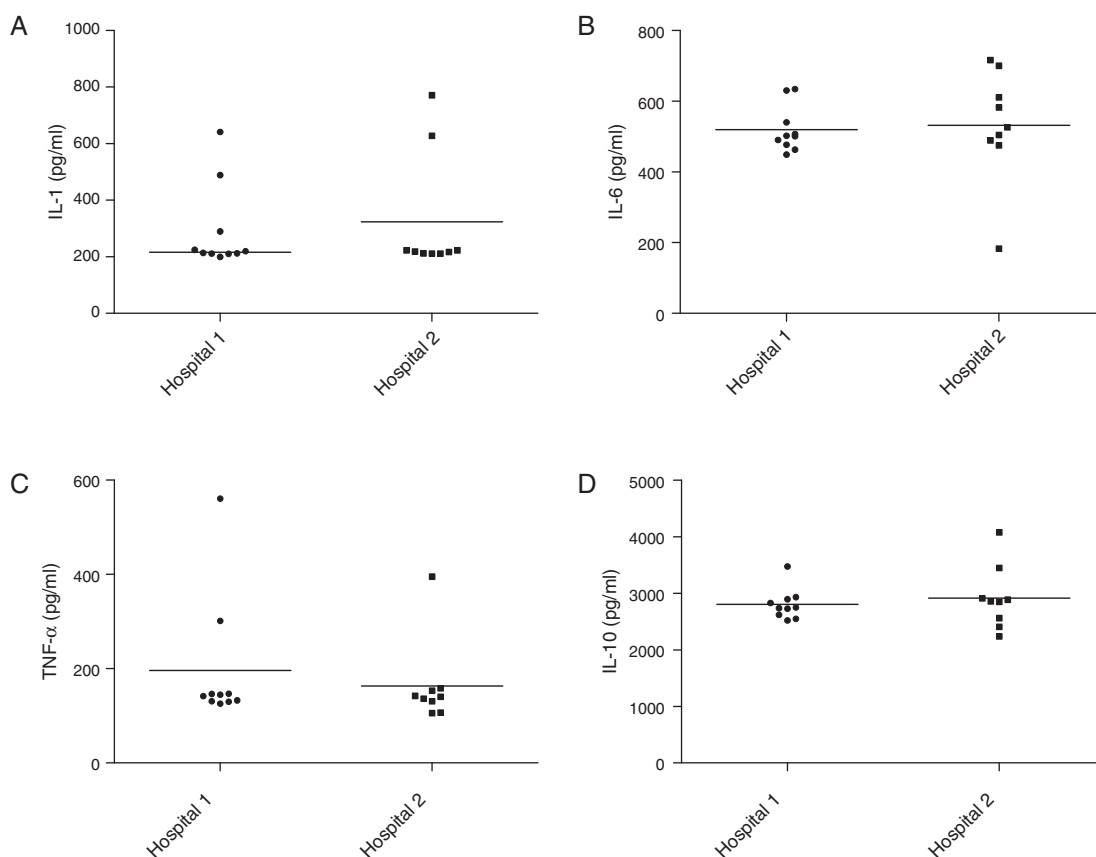 A
IL-1 (pg/ml)
1000
800
600
400
200
0
Hospital 1
Hospital 2
B
IL-6 (pg/ml)
800
600
400
200
0
Hospital 1
Hospital 2
C
TNF-α (pg/ml)
600
400
200
0
Hospital 1
Hospital 2
D
IL-10 (pg/ml)
5000
4000
3000
2000
1000
0
Hospital 1
Hospital 2